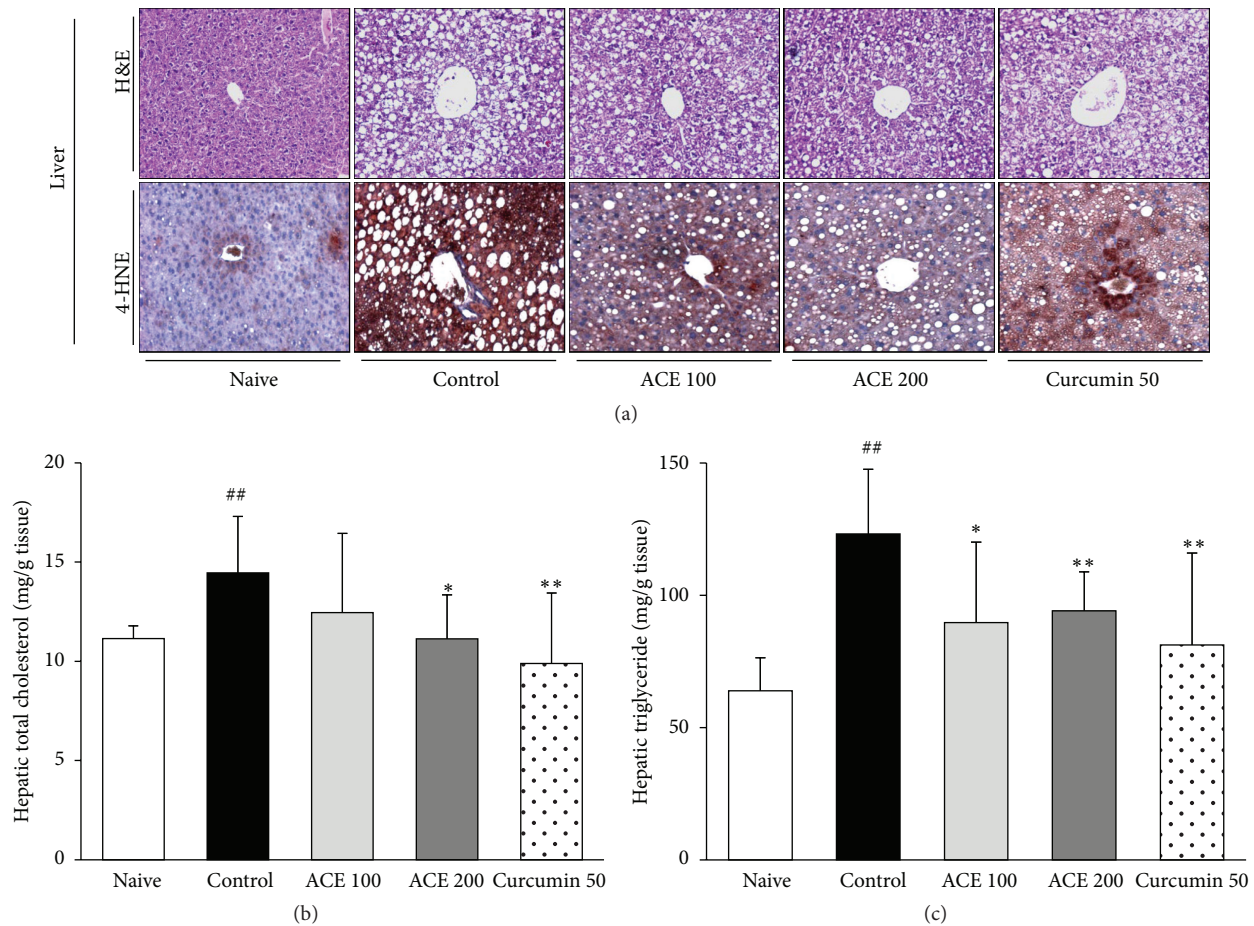 Liver
H&E
4-HNE
Naive
Control
ACE 100
ACE 200
Curcumin 50
(a)
Hepatic total cholesterol (mg/g tissue)
20
15
10
5
0
##
*
**
Naive
Control
ACE 100
ACE 200
Curcumin 50
(b)
Hepatic triglyceride (mg/g tissue)
150
100
50
0
##
*
**
**
Naive
Control
ACE 100
ACE 200
Curcumin 50
(c)